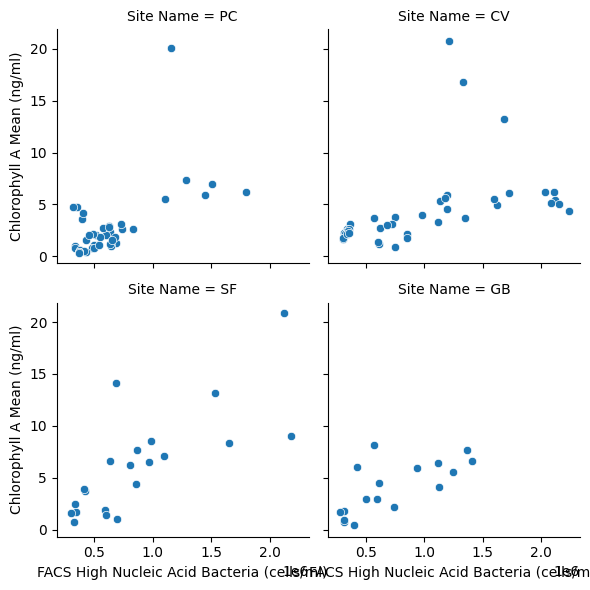 Site Name = PC
Site Name = CV
20
15
10
5
0
Chlorophyll A Mean (ng/ml)
Site Name = SF
Site Name = GB
20
15
10
5
0
Chlorophyll A Mean (ng/ml)
0.5 1.0 1.5 2.0
0.5 1.0 1.5 2.0
1e6
1e6
FACS High Nucleic Acid Bacteria (cells/ml)
FACS High Nucleic Acid Bacteria (cells/m